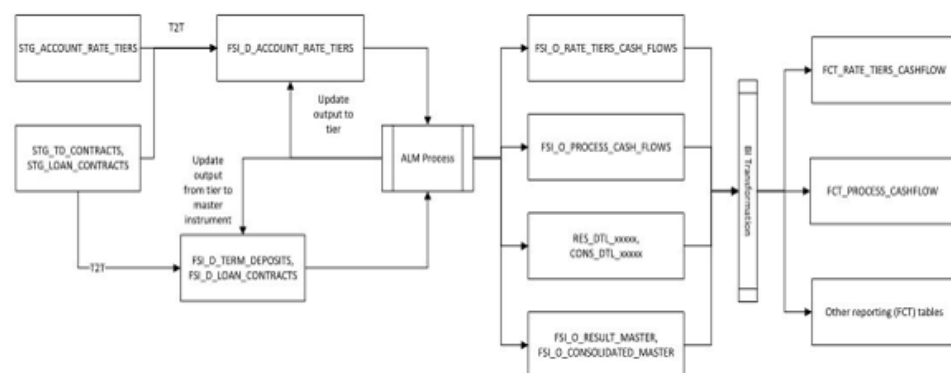 STG_ACCOUNT_RATE_TIERS
T2T
FSI_D_ACCOUNT_RATE_TIERS
STG_TD_CONTRACTS,
STG_LOAN_CONTRACTS
Update
output to
tier
Update
output
from tier to
master
instrument
T2T
FSI_D_TERM_DEPOSITS,
FSI_D_LOAN_CONTRACTS
ALM Process
FSI_O_RATE_TIERS_CASH_FLOWS
FSI_O_PROCESS_CASH_FLOWS
RES_DTL_xxxxx,
CONS_DTL_xxxxx
FSI_O_RESULT_MASTER,
FSI_O_CONSOLIDATED_MASTER
BI Transformation
FCT_RATE_TIERS_CASHFLOW
FCT_PROCESS_CASHFLOW
Other reporting (FCT) tables